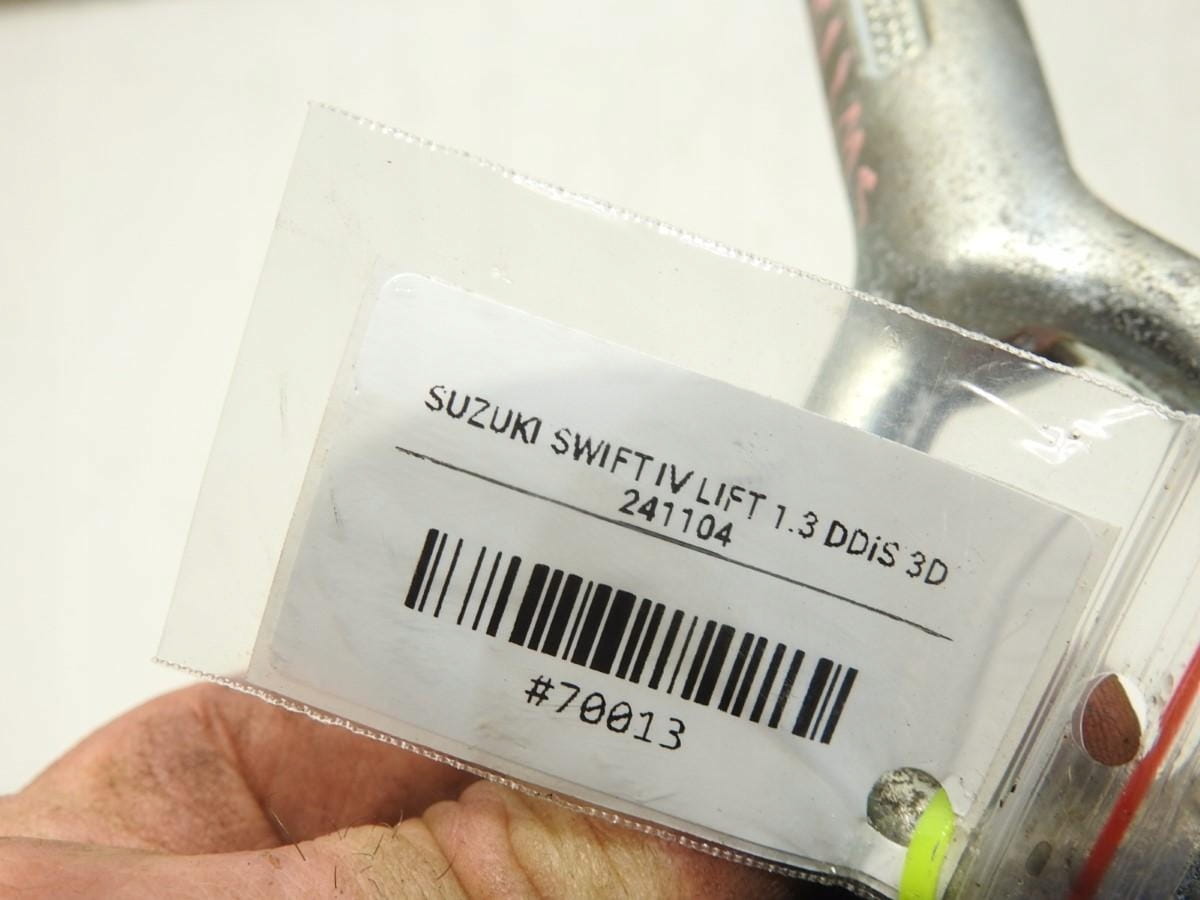 SUZUKI SWIFT IV LIFT 1.3 DDiS 3D
241104
#70013